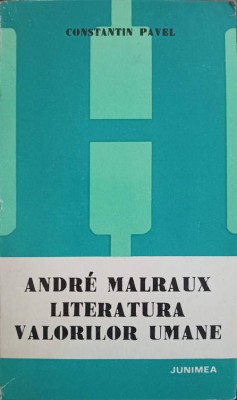 CONSTANTIN PAVEL
ANDRÉ MALRAUX
LITERATURA
VALORILOR UMANE
JUNIMEA